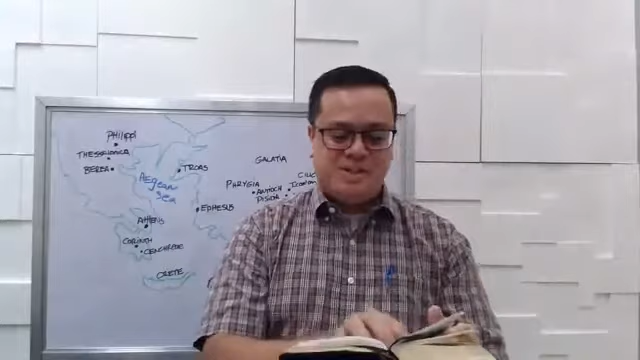 Philippi
THESSALONICA
BEREA
Aegean
Sea
TROAS
GALATIA
PHRYGIA
ANTIOCH
PISIDIA
EPHESUS
ATHENS
CORINTH
CENCHREAE
CRETE